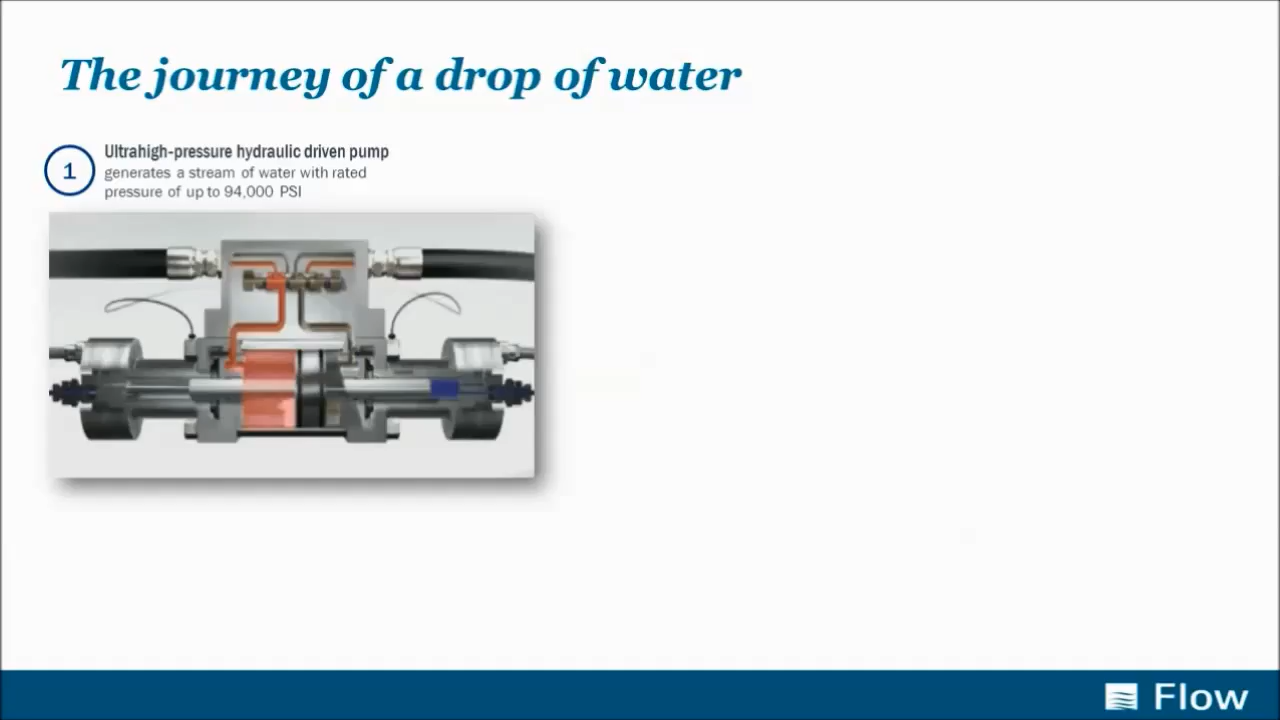 The journey of a drop of water
1
Ultrahigh-pressure hydraulic driven pump
generates a stream of water with rated
pressure of up to 94,000 PSI
Flow